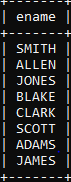 ename
SMITH
ALLEN
JONES
BLAKE
CLARK
SCOTT
ADAMS
JAMES